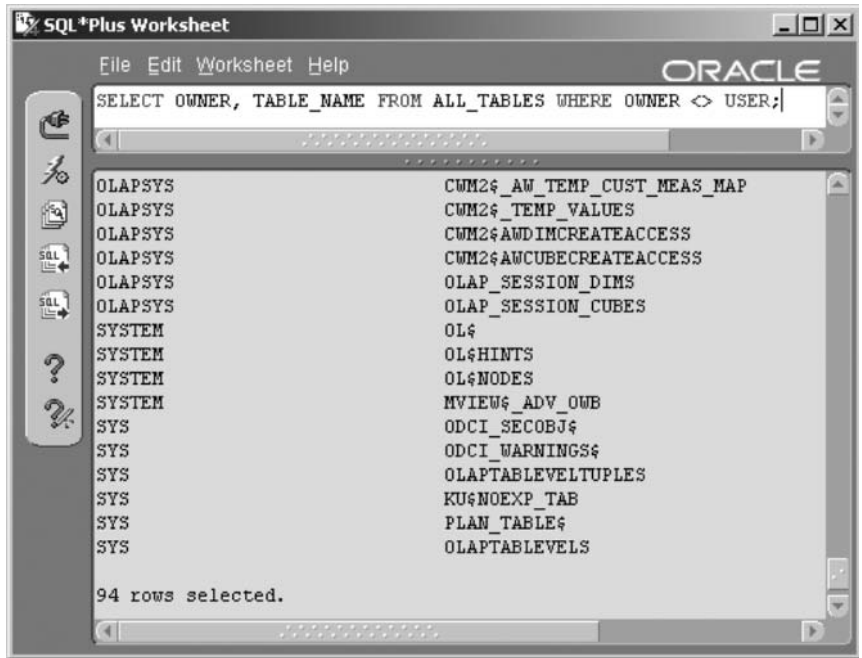 SQL*Plus Worksheet
File Edit Worksheet Help
ORACLE
SELECT OWNER, TABLE_NAME FROM ALL_TABLES WHERE OWNER <> USER;
OLAPSYS CWM2$_AW_TEMP_CUST_MEAS_MAP
OLAPSYS CWM2$_TEMP_VALUES
OLAPSYS CWM2$AWDIMCREATEACCESS
OLAPSYS CWM2$AWCUBECREATEACCESS
OLAPSYS OLAP_SESSION_DIMS
OLAPSYS OLAP_SESSION_CUBES
SYSTEM OL$
SYSTEM OL$HINTS
SYSTEM OL$NODES
SYSTEM MVIEW$_ADV_OWB
SYS ODCI_SECOBJ$
SYS ODCI_WARNINGS$
SYS OLAPTABLEVELTUPLES
SYS KU$NOEXP_TAB
SYS PLAN_TABLE$
SYS OLAPTABLEVELS
94 rows selected.
SQL
SQL